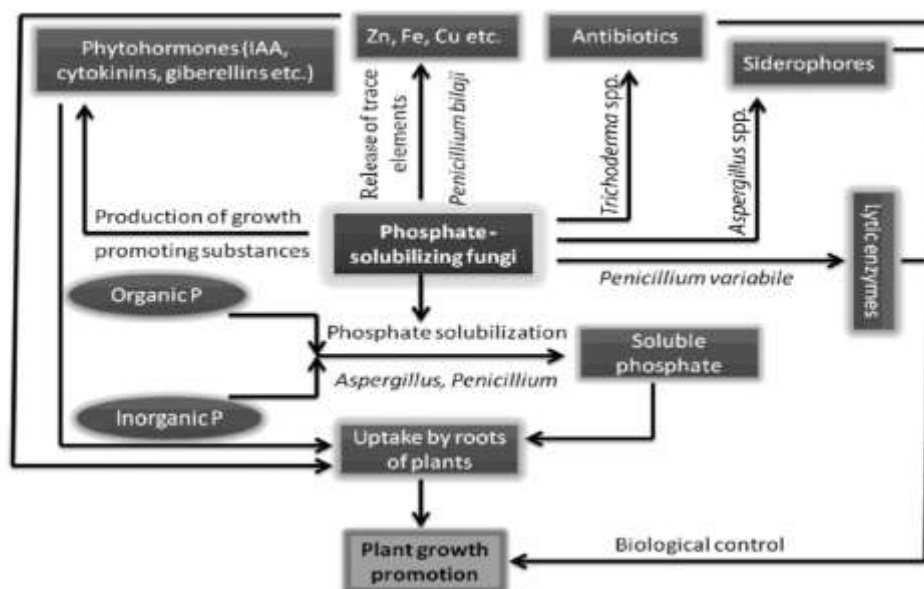 Phytohormones (IAA,
cytokinins, giberellins etc.)
Zn, Fe, Cu etc.
Antibiotics
Siderophores
Release of trace
elements
Penicillium bilaji
Trichoderma spp.
Aspergillus spp.
Production of growth
promoting substances
Phosphate-
solubilizing fungi
Penicillium variabile
Lytic enzymes
Organic P
Phosphate solubilization
Aspergillus, Penicillium
Soluble
phosphate
Inorganic P
Uptake by roots
of plants
Plant growth
promotion
Biological control